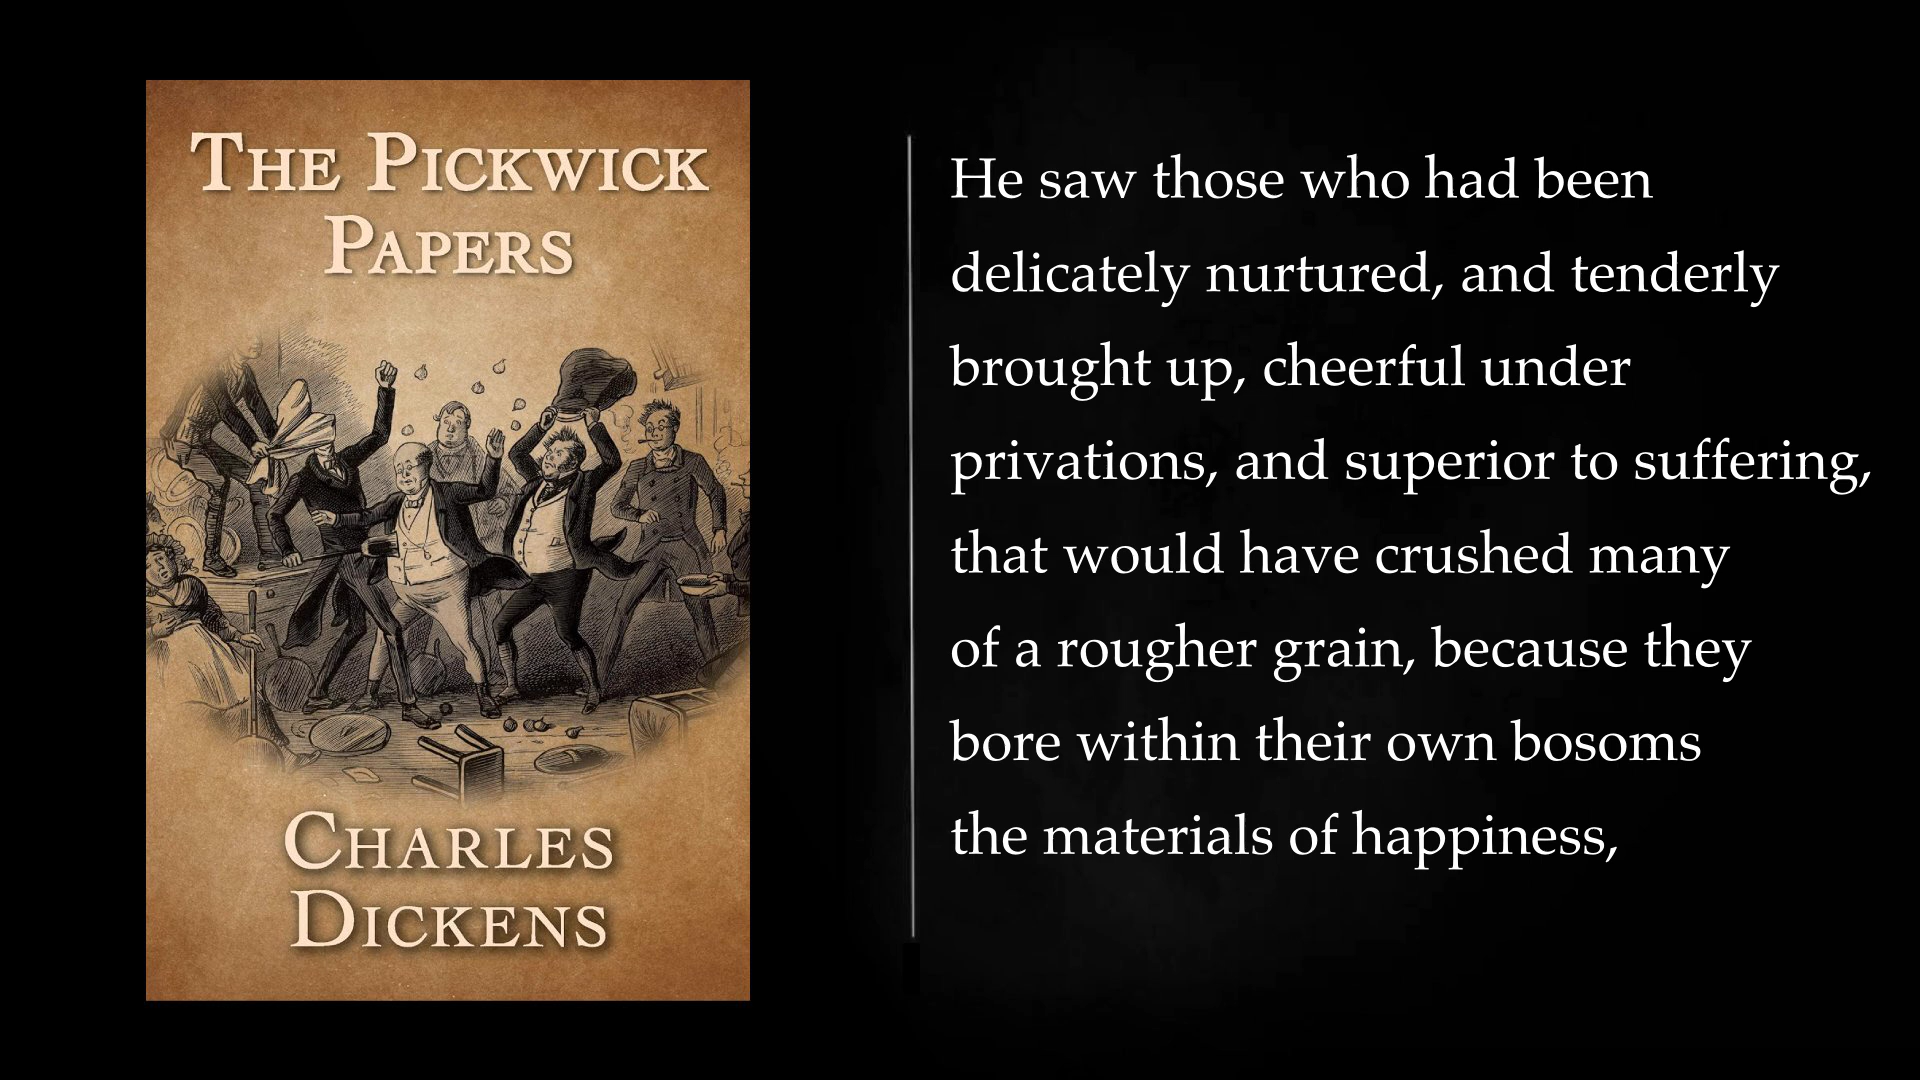 THE PICKWICK
PAPERS
CHARLES
DICKENS
He saw those who had been
delicately nurtured, and tenderly
brought up, cheerful under
privations, and superior to suffering,
that would have crushed many
of a rougher grain, because they
bore within their own bosoms
the materials of happiness,